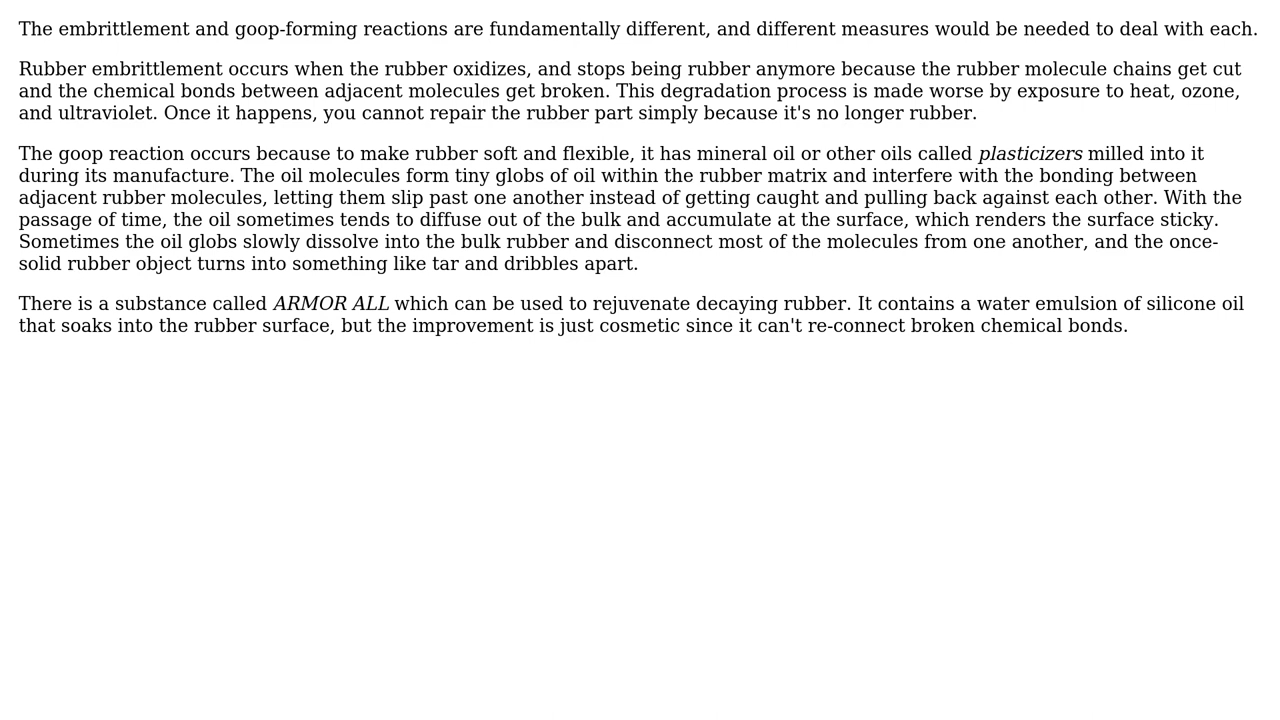 The embrittlement and goop-forming reactions are fundamentally different, and different measures would be needed to deal with each.
Rubber embrittlement occurs when the rubber oxidizes, and stops being rubber anymore because the rubber molecule chains get cut
and the chemical bonds between adjacent molecules get broken. This degradation process is made worse by exposure to heat, ozone,
and ultraviolet. Once it happens, you cannot repair the rubber part simply because it's no longer rubber.
The goop reaction occurs because to make rubber soft and flexible, it has mineral oil or other oils called plasticizers milled into it
during its manufacture. The oil molecules form tiny globs of oil within the rubber matrix and interfere with the bonding between
adjacent rubber molecules, letting them slip past one another instead of getting caught and pulling back against each other. With the
passage of time, the oil sometimes tends to diffuse out of the bulk and accumulate at the surface, which renders the surface sticky.
Sometimes the oil globs slowly dissolve into the bulk rubber and disconnect most of the molecules from one another, and the once-
solid rubber object turns into something like tar and dribbles apart.
There is a substance called ARMOR ALL which can be used to rejuvenate decaying rubber. It contains a water emulsion of silicone oil
that soaks into the rubber surface, but the improvement is just cosmetic since it can't re-connect broken chemical bonds.